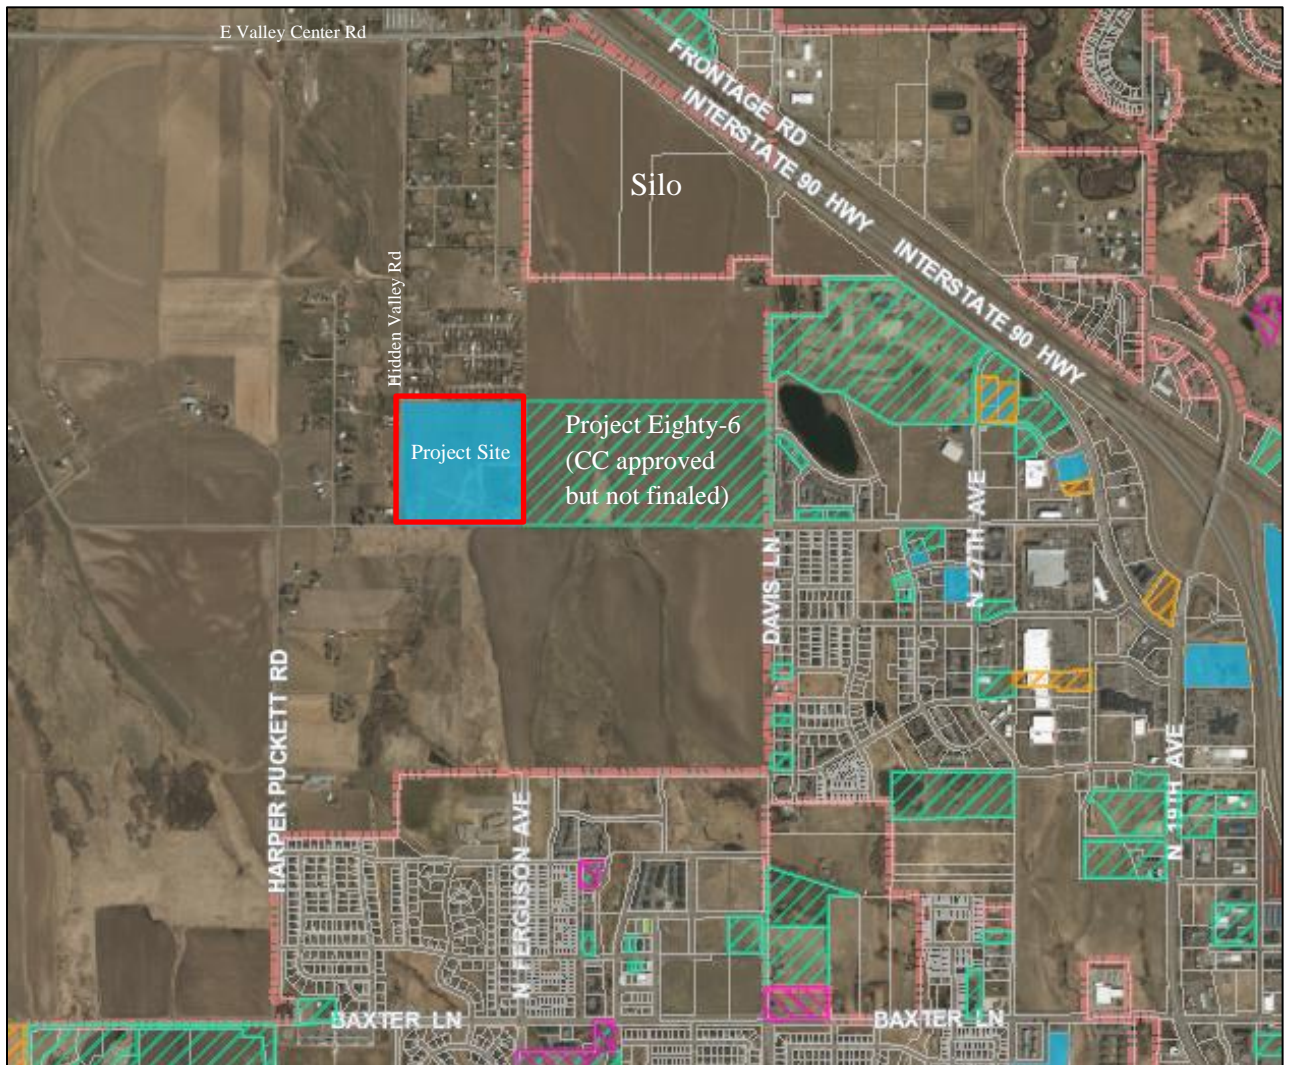 E Valley Center Rd
FRONTAGE RD
INTERSTATE 90 HWY
INTERSTATE 90 HWY
Silo
Hidden Valley Rd
Project Site
Project Eighty-6
(CC approved
but not finaled)
N 27TH AVE
DAVIS LN
HARPER PUCKETT RD
N FERGUSON AVE
N 19TH AVE
BAXTER LN
BAXTER LN